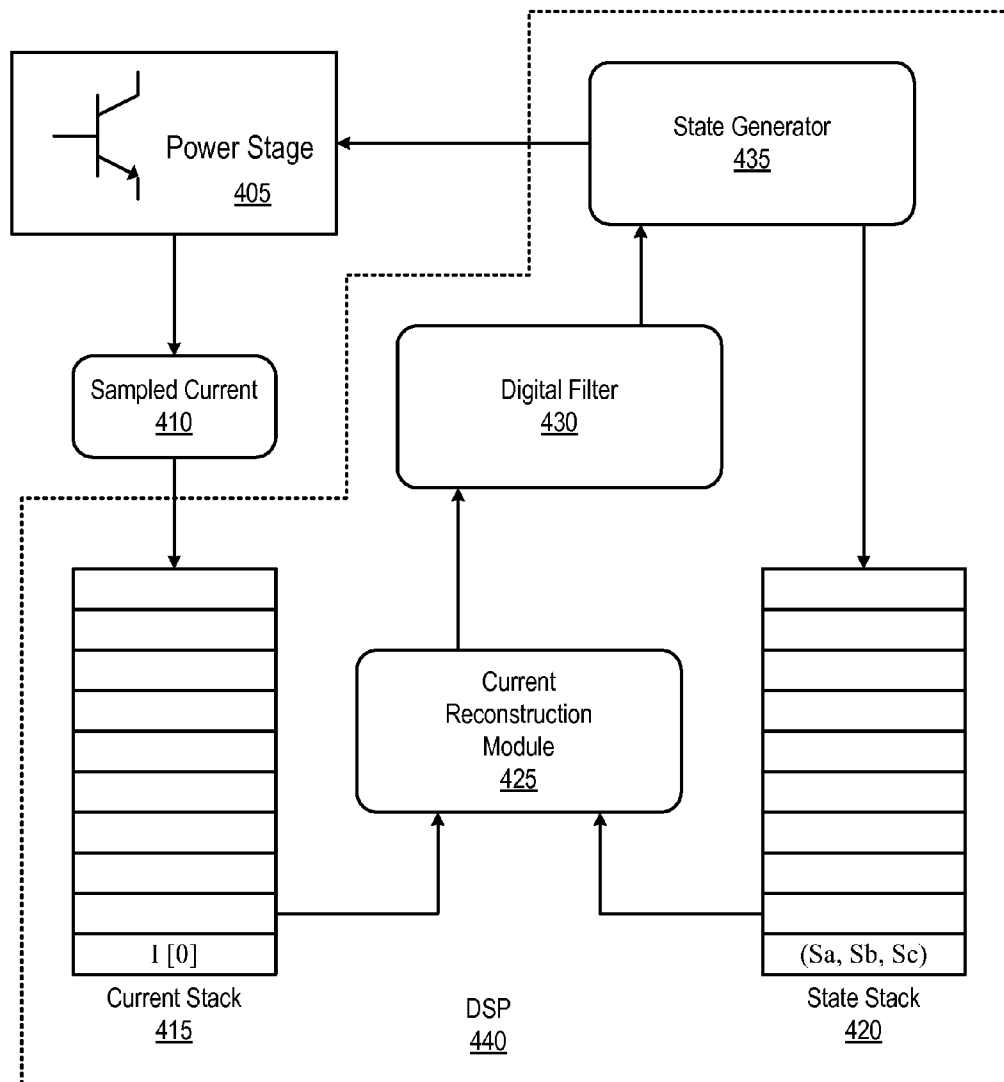 Power Stage
405
State Generator
435
Sampled Current
410
Digital Filter
430
Current
Reconstruction
Module
425
I [0]
(Sa, Sb, Sc)
Current Stack
415
DSP
440
State Stack
420